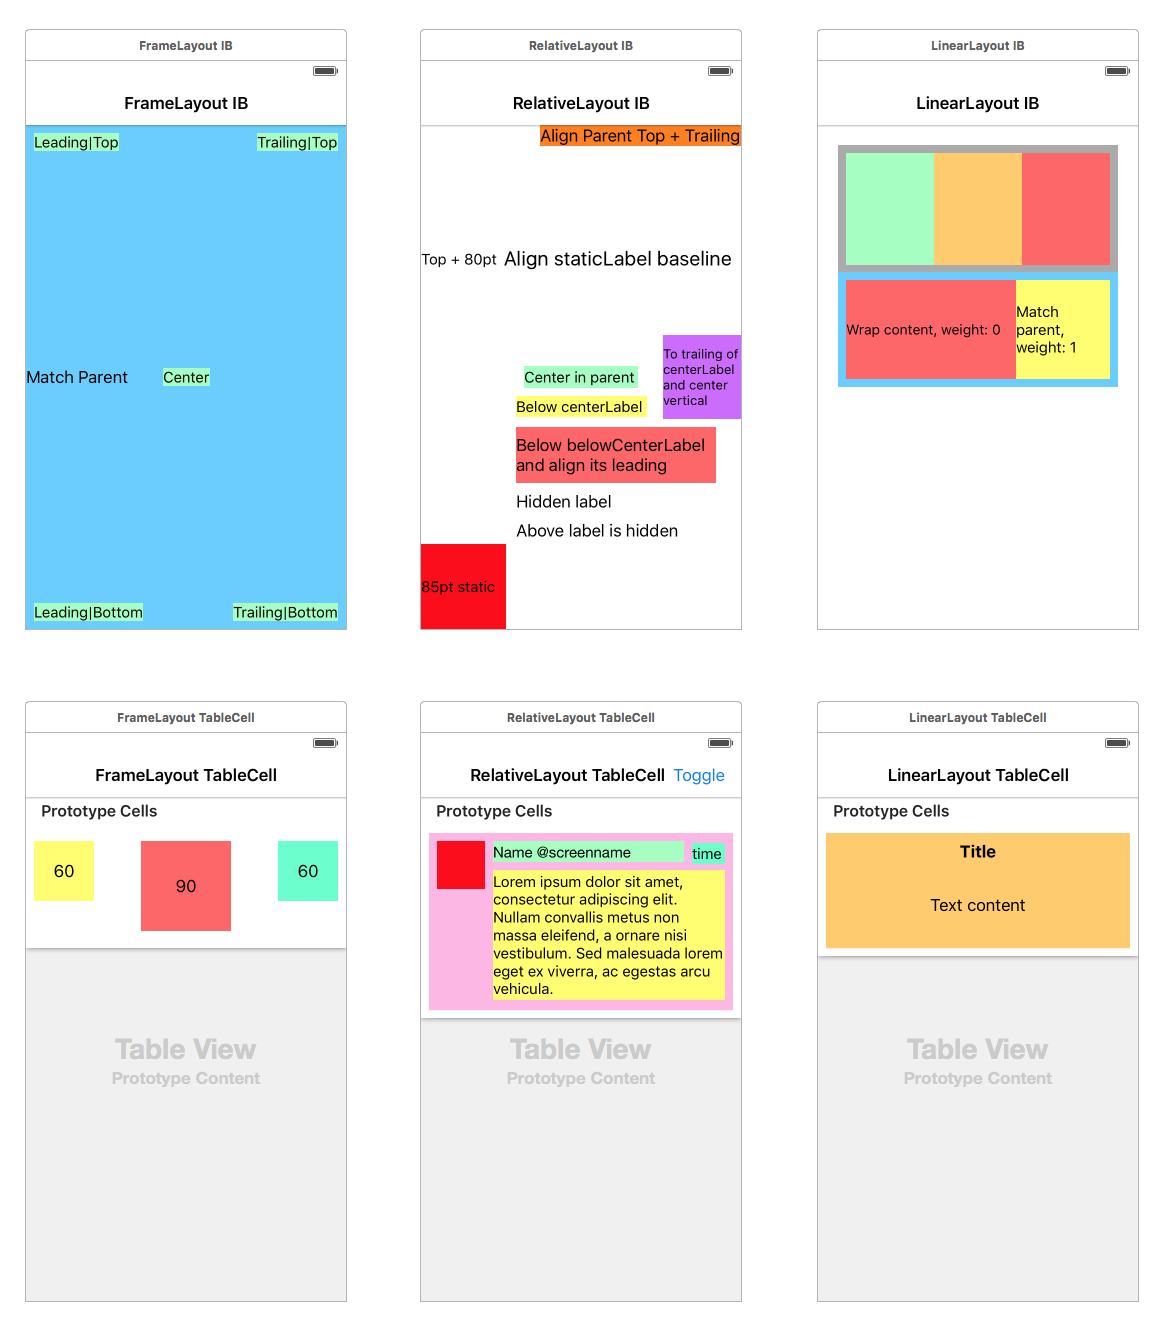 FrameLayout IB
FrameLayout IB
Leading|Top
Trailing|Top
Match Parent
Center
Leading|Bottom
Trailing|Bottom
RelativeLayout IB
RelativeLayout IB
Align Parent Top + Trailing
Top + 80pt
Align staticLabel baseline
To trailing of
centerLabel
and center
vertical
Center in parent
Below centerLabel
Below belowCenterLabel
and align its leading
Hidden label
Above label is hidden
85pt static
LinearLayout IB
LinearLayout IB
Wrap content, weight: 0
Match
parent,
weight: 1
FrameLayout TableCell
FrameLayout TableCell
Prototype Cells
60
90
60
Table View
Prototype Content
RelativeLayout TableCell
RelativeLayout TableCell
Toggle
Prototype Cells
Name @screenname
time
Lorem ipsum dolor sit amet,
consectetur adipiscing elit.
Nullam convallis metus non
massa eleifend, a ornare nisi
vestibulum. Sed malesuada lorem
eget ex viverra, ac egestas arcu
vehicula.
Table View
Prototype Content
LinearLayout TableCell
LinearLayout TableCell
Prototype Cells
Title
Text content
Table View
Prototype Content